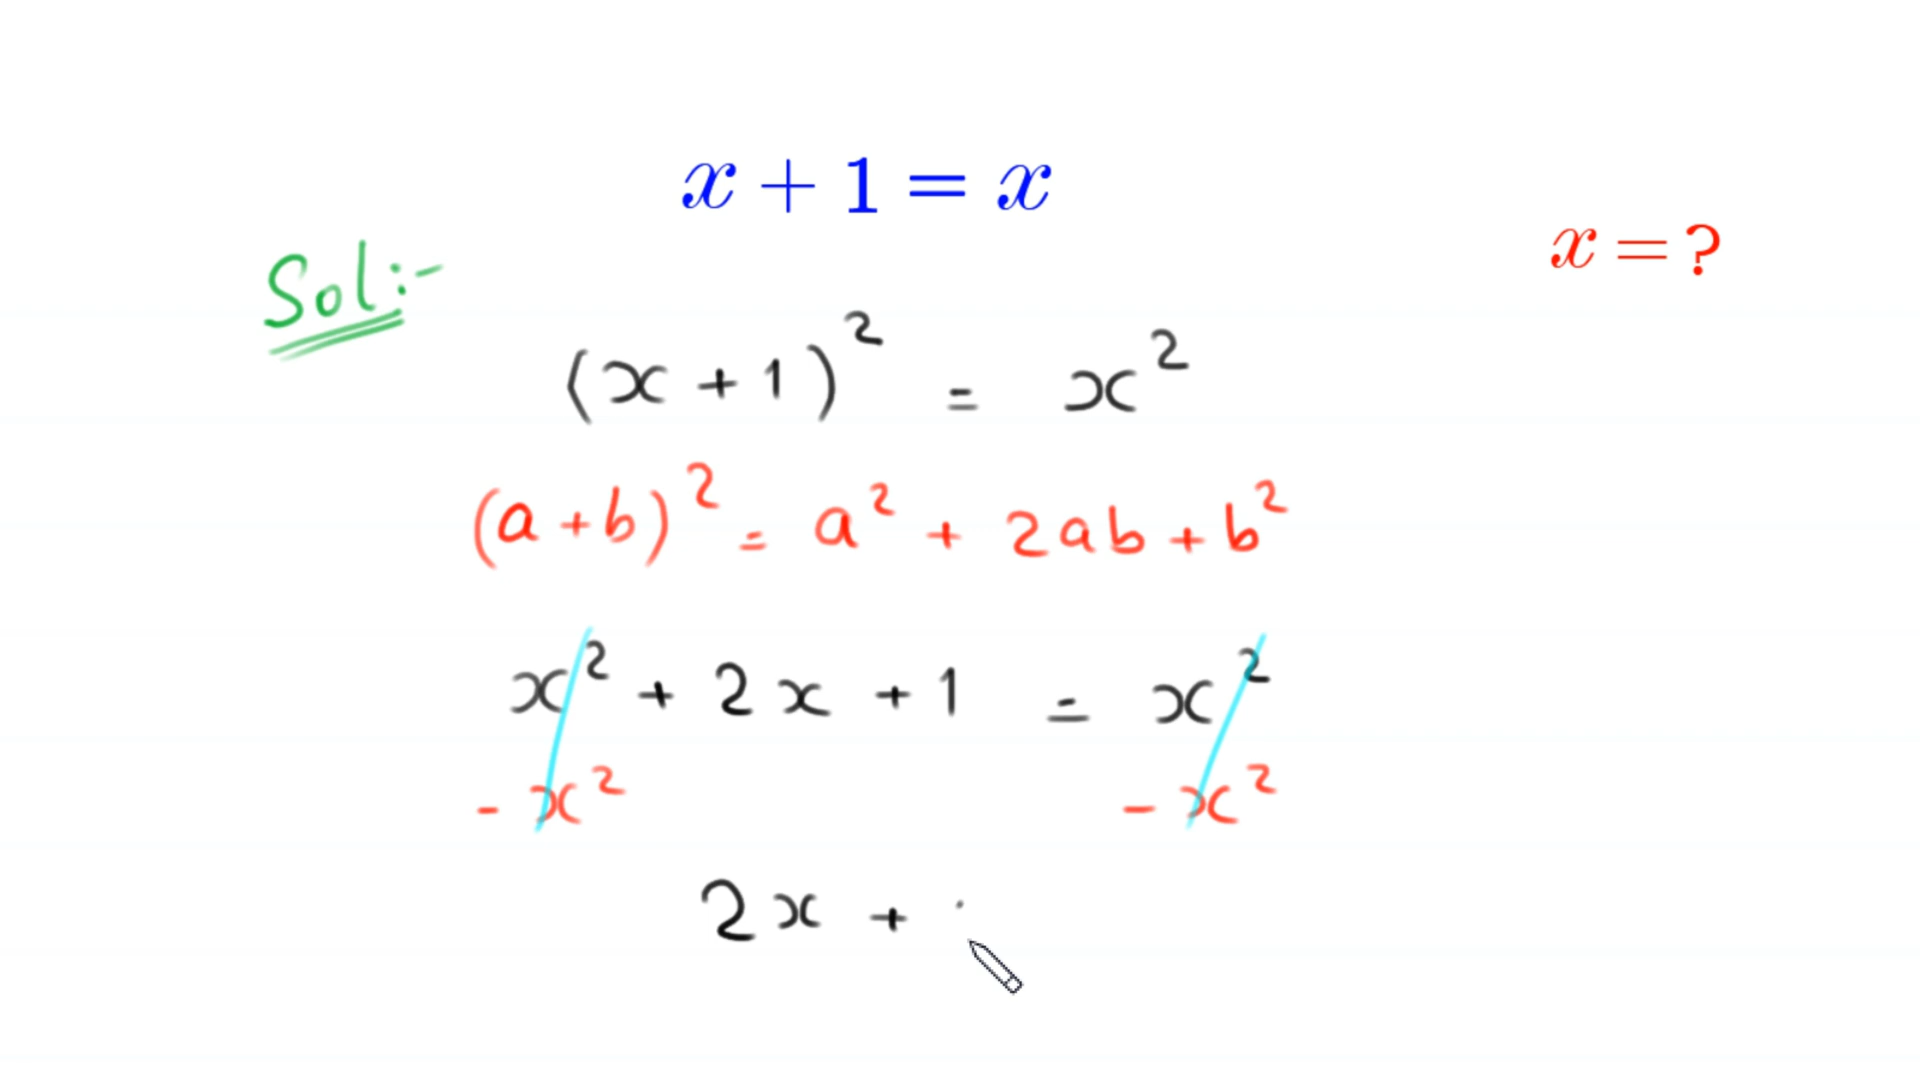 x + 1 = x
x = ?
Sol:-
(x + 1)² = x²
(a + b)² = a² + 2ab + b²
x² + 2x + 1 = x²
- x² - x²
2x +